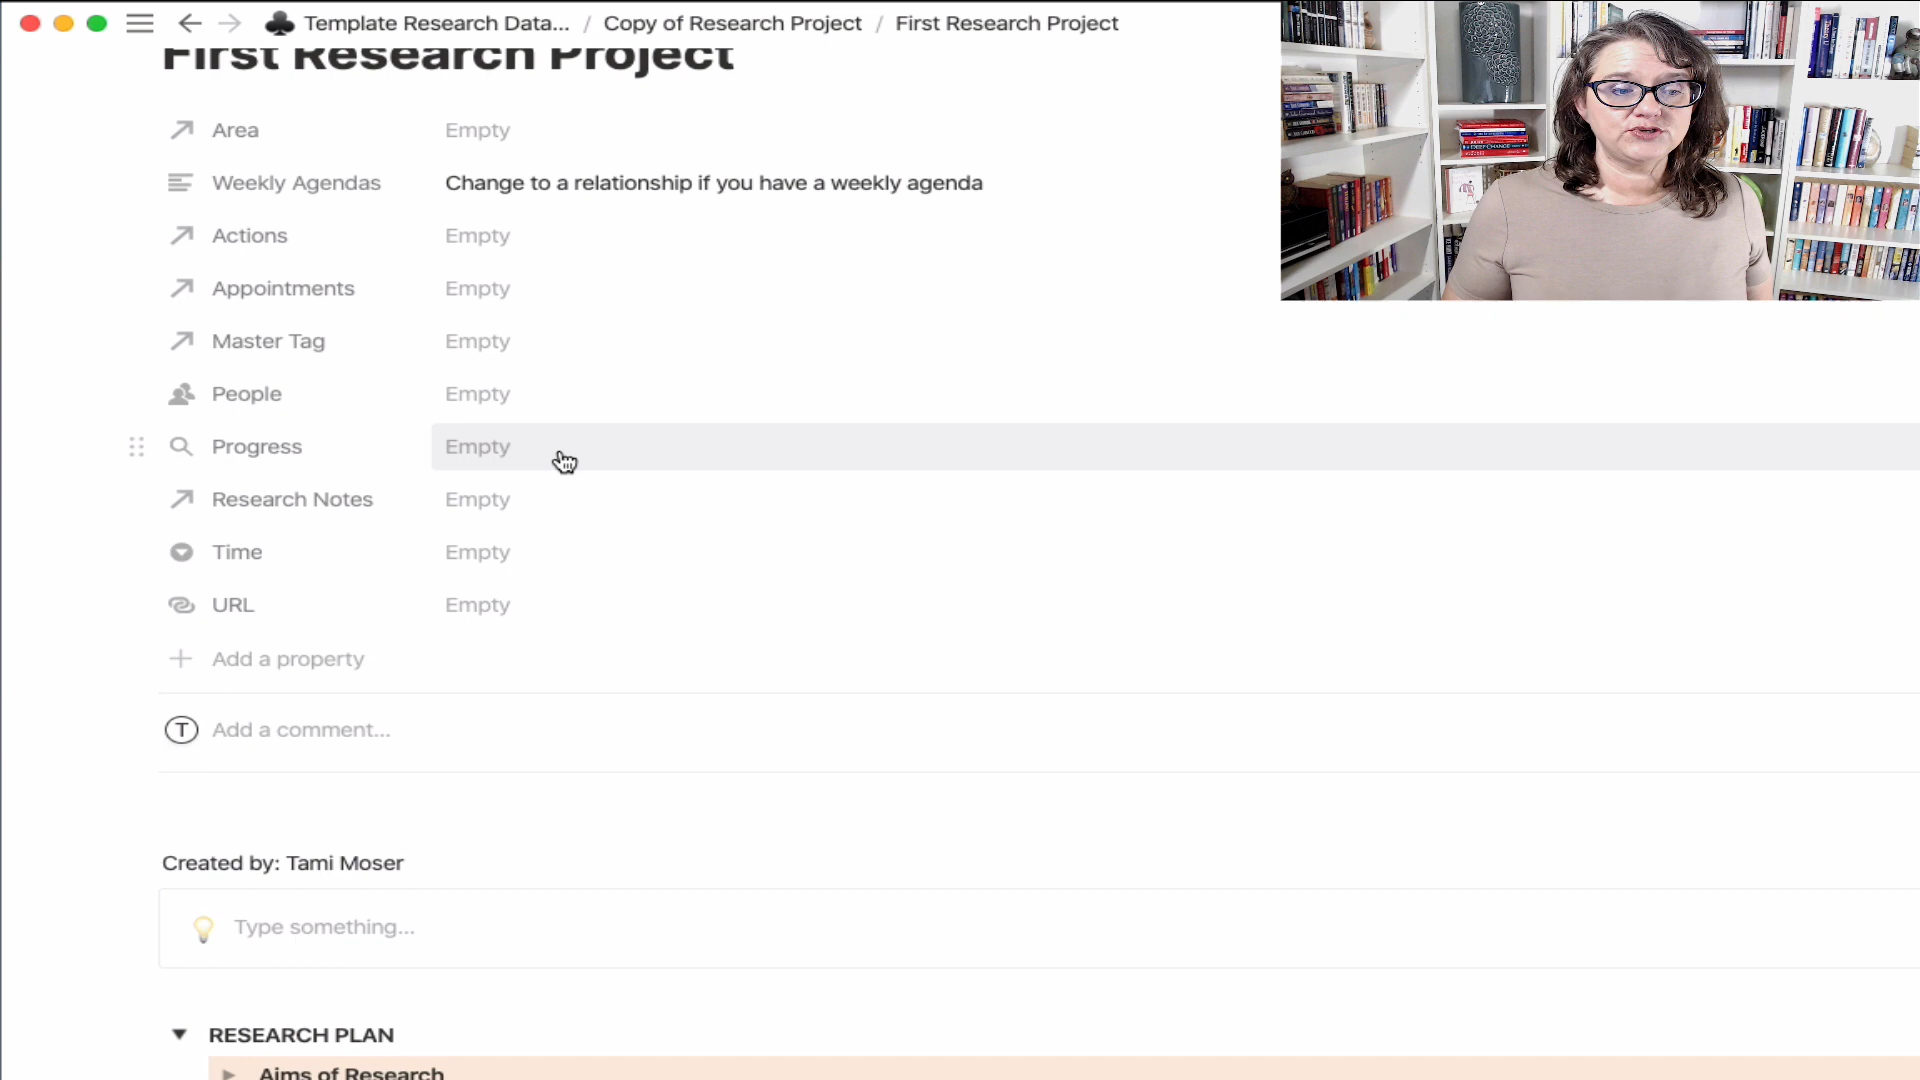 Template Research Data... / Copy of Research Project / First Research Project
First Research Project
Area Empty
Weekly Agendas Change to a relationship if you have a weekly agenda
Actions Empty
Appointments Empty
Master Tag Empty
People Empty
Progress Empty
Research Notes Empty
Time Empty
URL Empty
Add a property
T Add a comment...
Created by: Tami Moser
Type something...
RESEARCH PLAN
Aims of Research
DEEP CHANGE